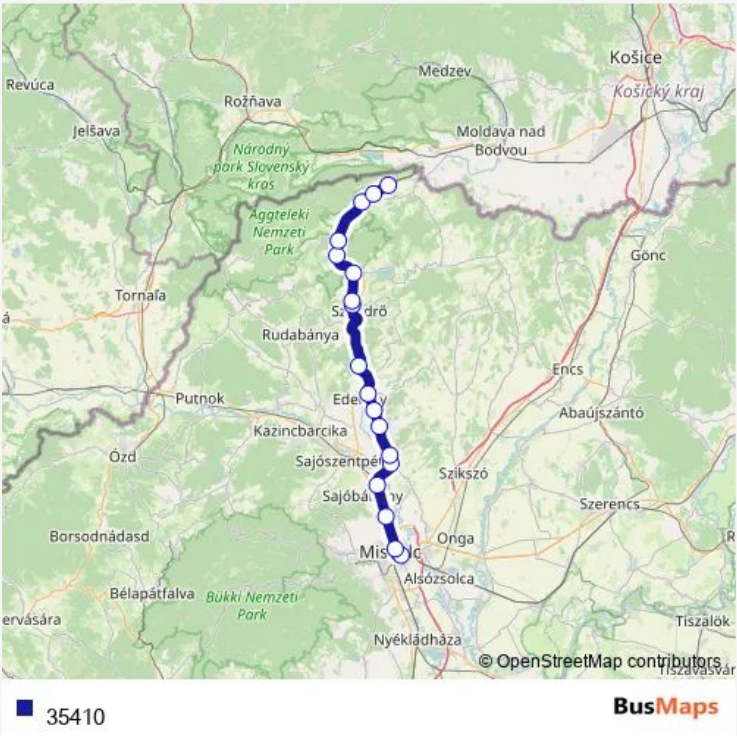 Košice
Medzev
Revúca
Košický kraj
Rožňava
Jelšava
Moldava nad
Bodvou
Národný
park Slovenský
kras
Aggteleki
Nemzeti
Park
Gönc
Tornaľa
á
Rudabánya
Encs
Putnok
Abaújszántó
Kazincbarcika
Ózd
Szikszó
Szerencs
Borsodnádasd
Onga
Alsózsolca
Bélapátfalva
Bükki Nemzeti
Park
ervására
Tiszalök
Nyékládháza
© OpenStreetMap contributors
35410
BusMaps